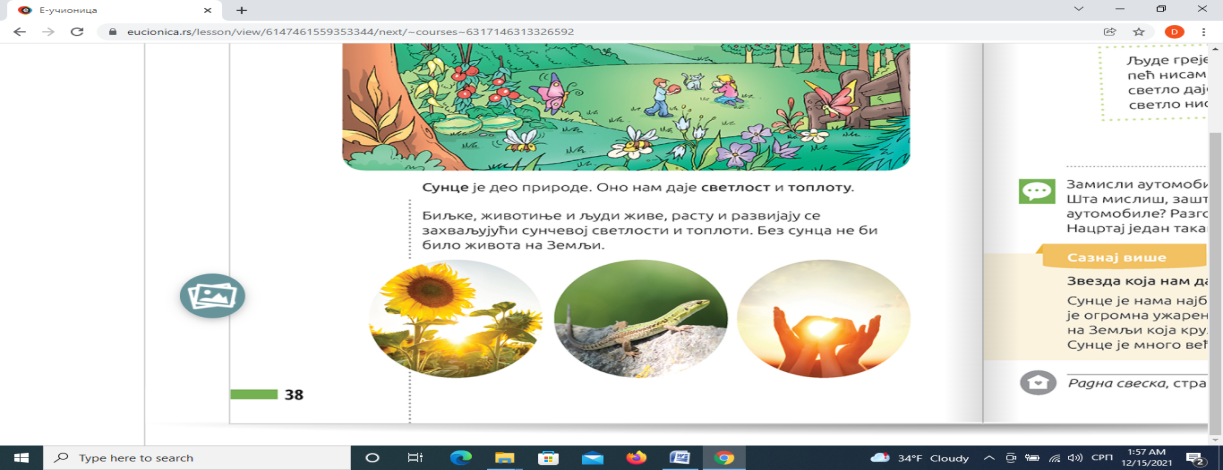 Е-учионица
eucionica.rs/lesson/view/6147461559353344/next/~courses~6317146313326592
D
Људе греје
пећ нисам
светло даје
светло нис
Сунце је део природе. Оно нам даје светлост и топлоту.
Биљке, животиње и људи живе, расту и развијају се
захваљујући сунчевој светлости и топлоти. Без сунца не би
било живота на Земљи.
38
Замисли аутомоби
Шта мислиш, зашт
аутомобиле? Разго
Нацртај један така
Сазнај више
Звезда која нам да
Сунце је нама најб
је огромна ужарен
на Земљи која кру
Сунце је много већ
Радна свеска, стра
Type here to search
34°F Cloudy
СРП
1:57 AM
12/15/2021
2